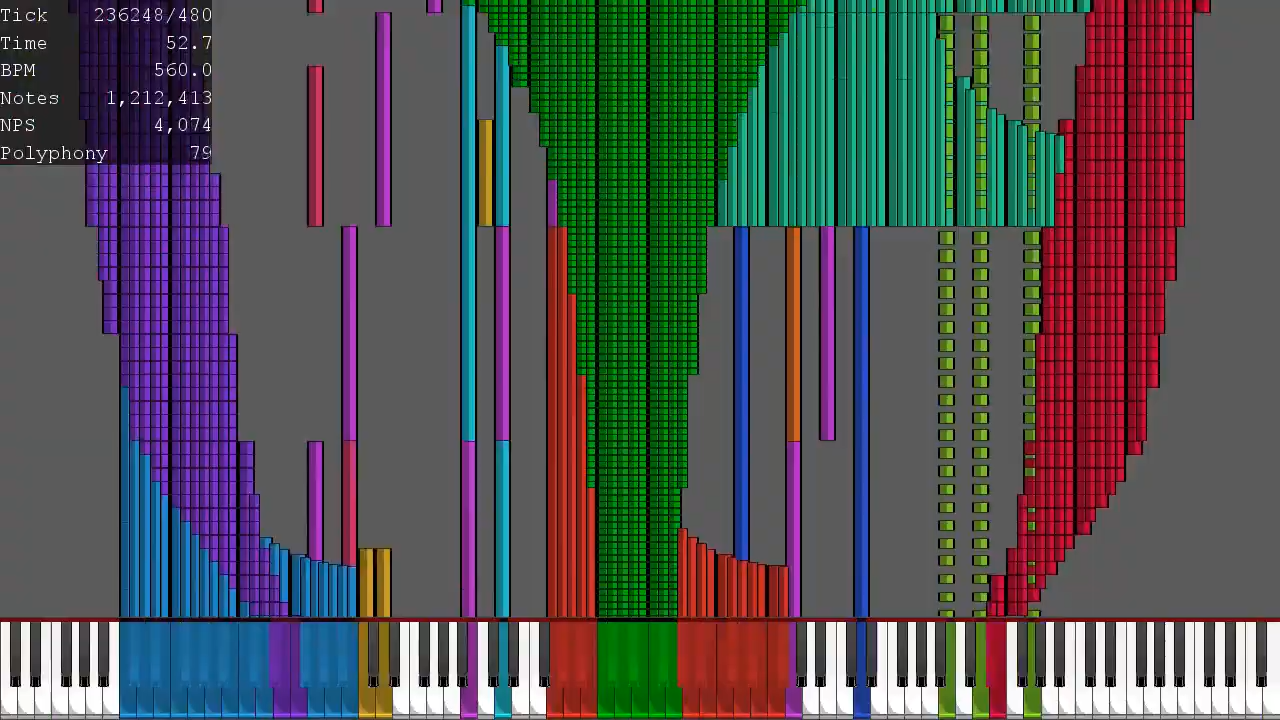 Tick 236248/480
Time 52.7
BPM 560.0
Notes 1,212,413
NPS 4,074
Polyphony 79